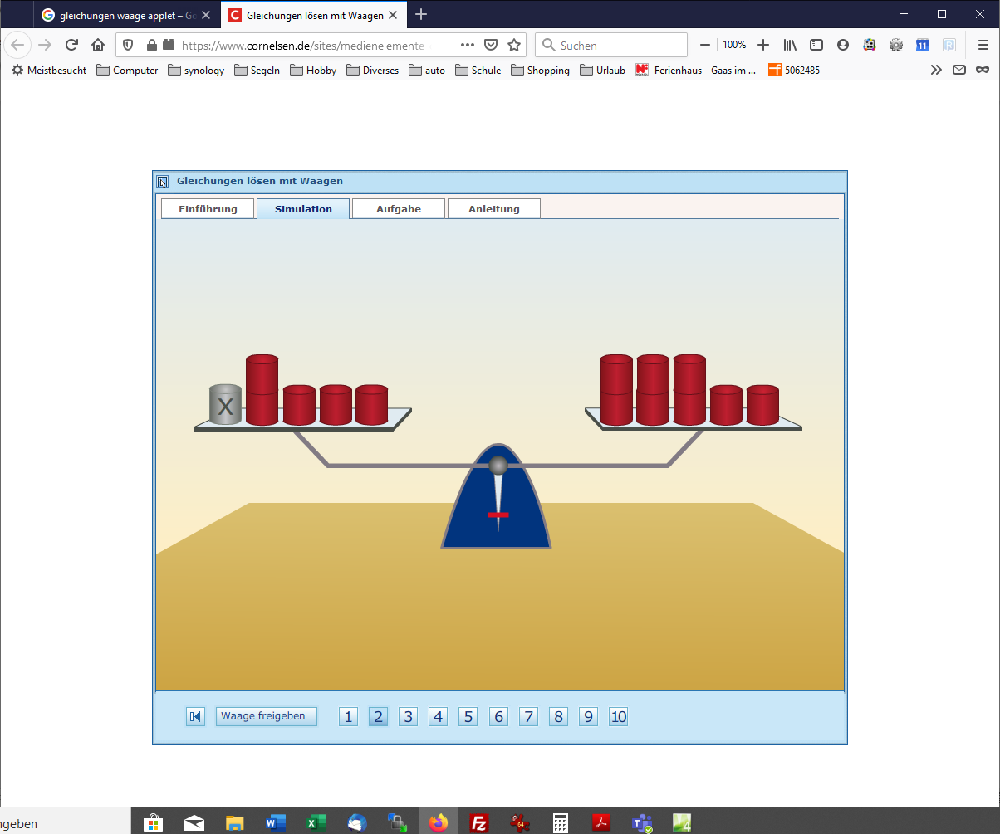 gleichungen waage applet – Go
Gleichungen lösen mit Waagen
https://www.cornelsen.de/sites/medienelemente_
Suchen
100%
11
Meistbesucht
Computer
synology
Segeln
Hobby
Diverses
auto
Schule
Shopping
Urlaub
Ferienhaus - Gaas im ...
5062485
Gleichungen lösen mit Waagen
Einführung
Simulation
Aufgabe
Anleitung
X
Waage freigeben
1 2 3 4 5 6 7 8 9 10
ngeben